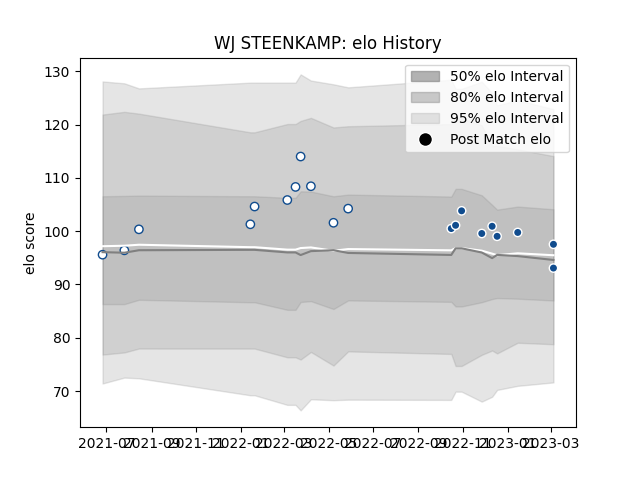 WJ STEENKAMP: elo History
130
120
110
100
90
80
70
elo score
50% elo Interval
80% elo Interval
95% elo Interval
Post Match elo
2021-07 2021-09 2021-11 2022-01 2022-03 2022-05 2022-07 2022-09 2022-11 2023-01 2023-03